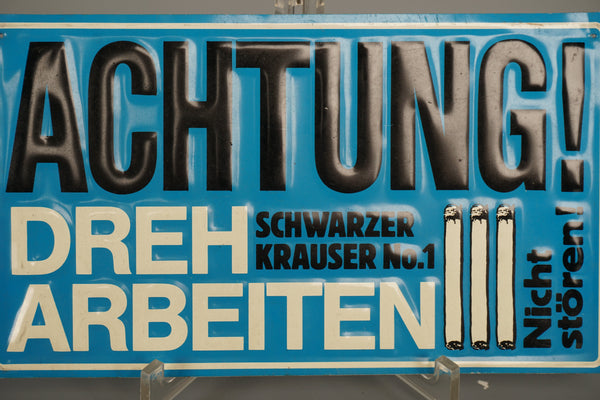 ACHTUNG!
DREH
ARBEITEN
SCHWARZER
KRAUSER No.1
Nicht
stören!